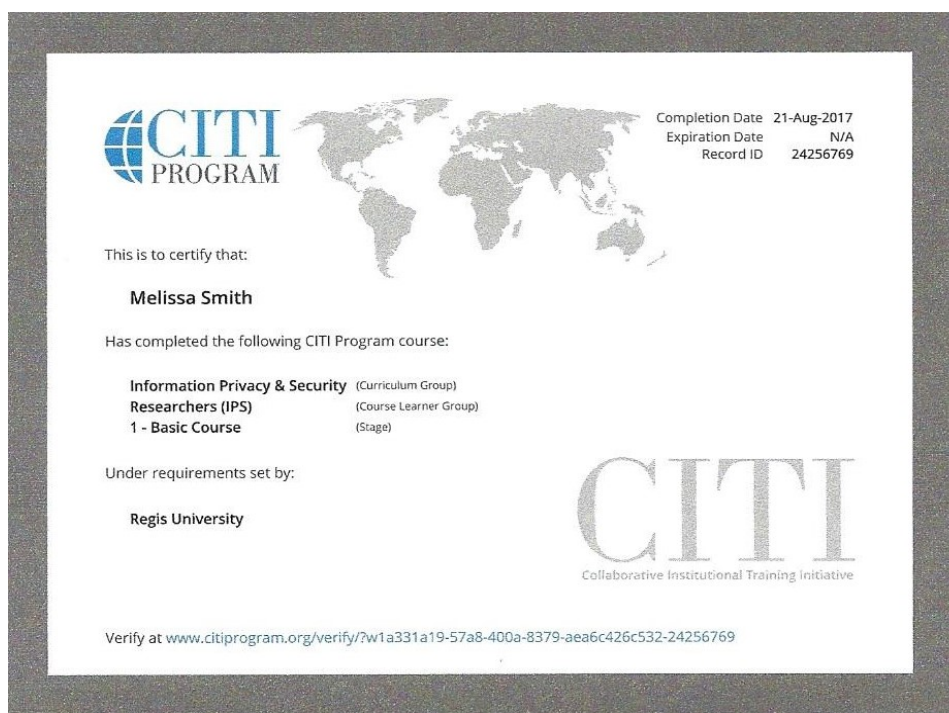 CITI
PROGRAM
Completion Date 21-Aug-2017
Expiration Date N/A
Record ID 24256769
This is to certify that:
Melissa Smith
Has completed the following CITI Program course:
Information Privacy & Security (Curriculum Group)
Researchers (IPS) (Course Learner Group)
1 - Basic Course (Stage)
Under requirements set by:
Regis University
CITI
Collaborative Institutional Training Initiative
Verify at www.citiprogram.org/verify/?w1a331a19-57a8-400a-8379-aea6c426c532-24256769